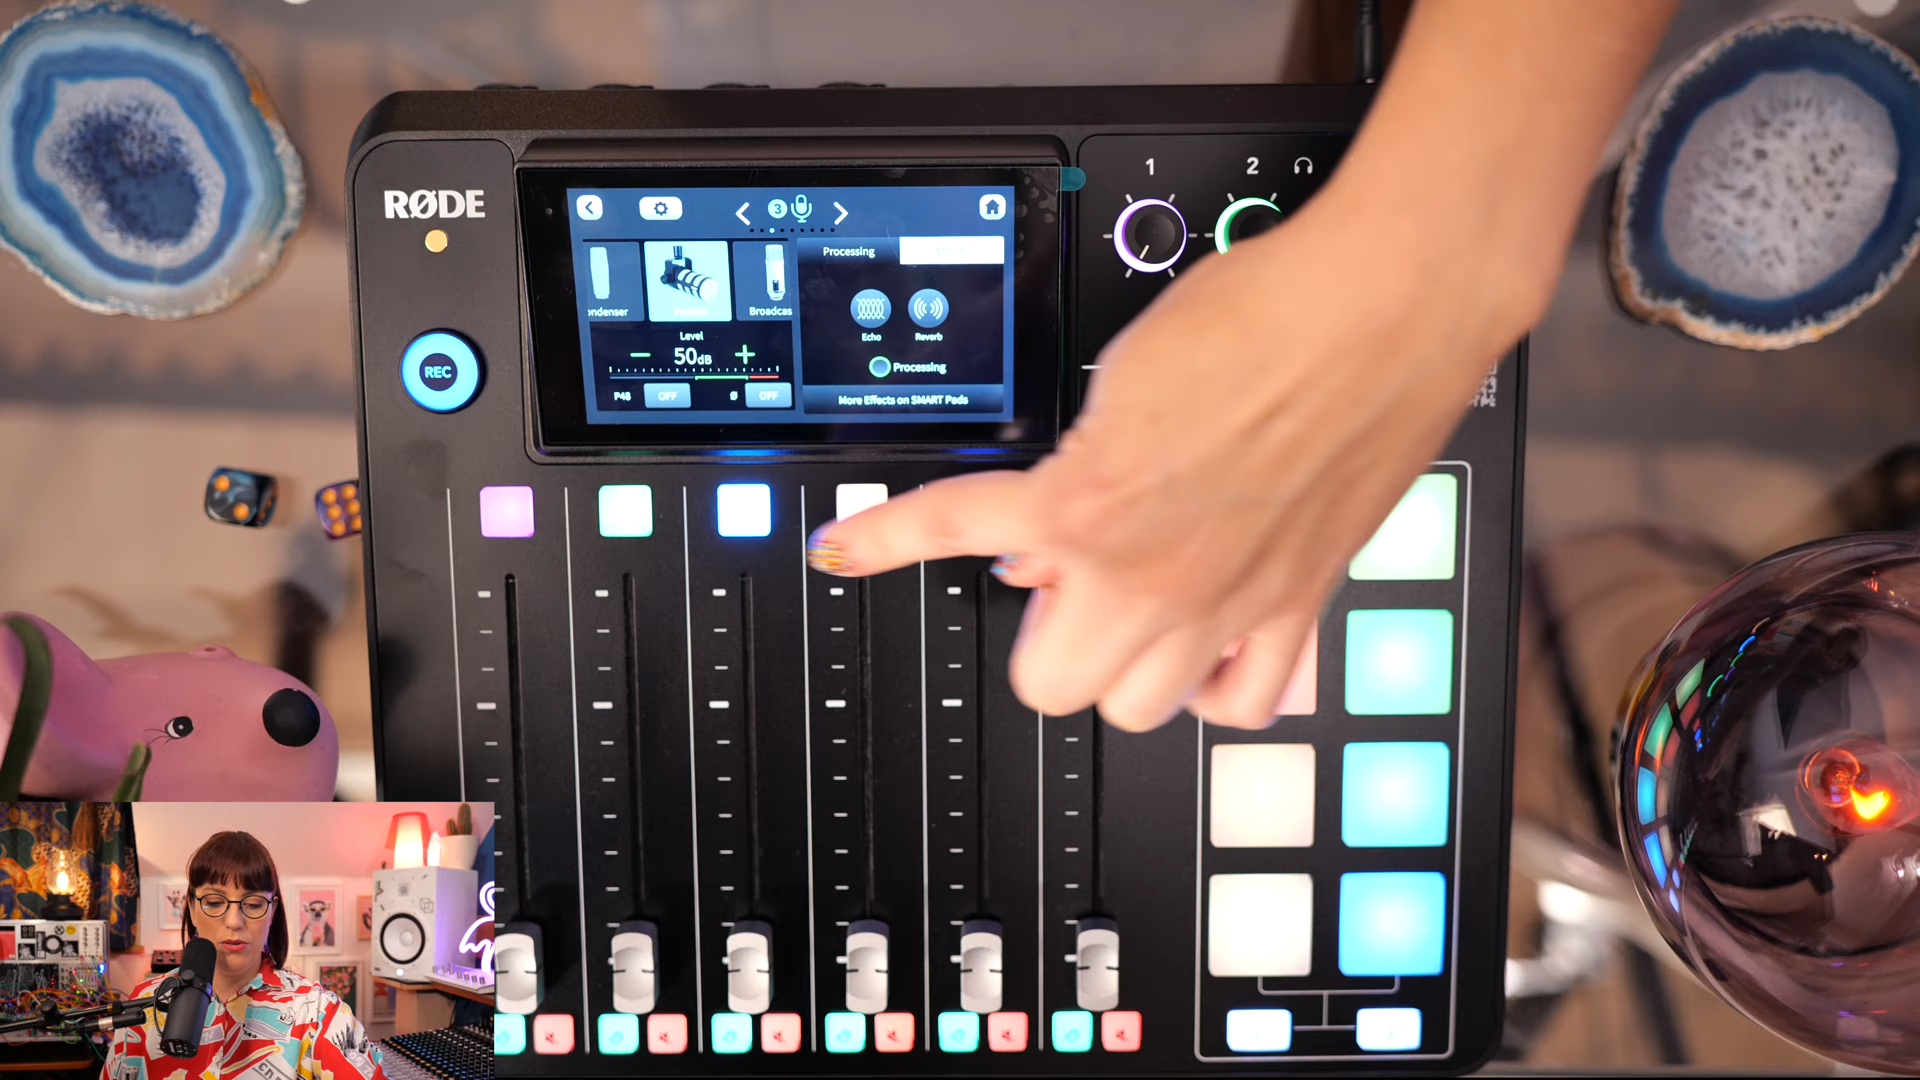 RØDE
REC
3
ondenser
Broadcas
Level
50dB
P48 OFF
Ø OFF
Processing
Echo
Reverb
Processing
More Effects on SMART Pads
1
2